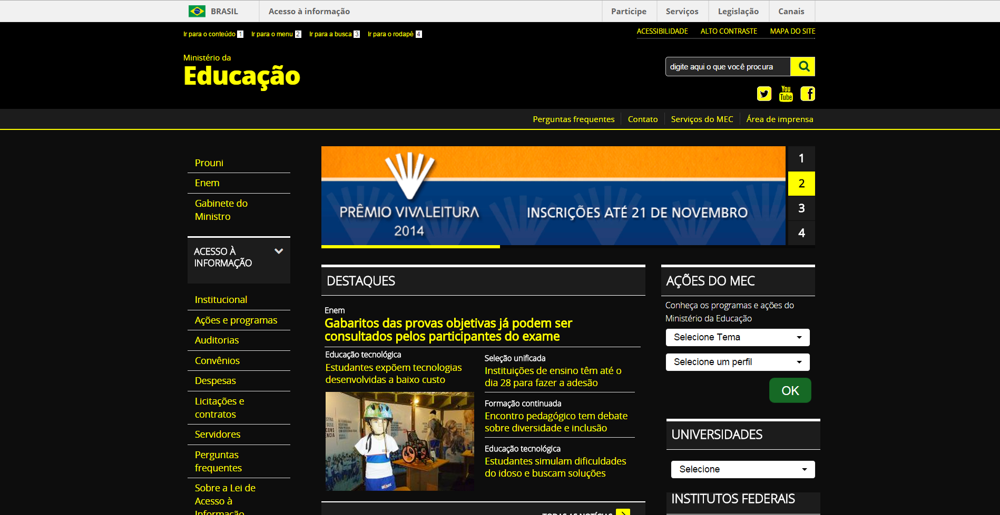 BRASIL
Acesso à informação
Participe
Serviços
Legislação
Canais
Ir para o conteúdo 1
Ir para o menu 2
Ir para a busca 3
Ir para o rodapé 4
ACESSIBILIDADE
ALTO CONTRASTE
MAPA DO SITE
Ministério da
Educação
digite aqui o que você procura
You
Tube
Perguntas frequentes
Contato
Serviços do MEC
Área de imprensa
Prouni
Enem
Gabinete do
Ministro
ACESSO À
INFORMAÇÃO
Institucional
Ações e programas
Auditorias
Convênios
Despesas
Licitações e
contratos
Servidores
Perguntas
frequentes
Sobre a Lei de
Acesso à
Informação
PRÊMIO VIVALEITURA
2014
INSCRIÇÕES ATÉ 21 DE NOVEMBRO
1
2
3
4
DESTAQUES
Enem
Gabaritos das provas objetivas já podem ser
consultados pelos participantes do exame
Educação tecnológica
Estudantes expõem tecnologias
desenvolvidas a baixo custo
Seleção unificada
Instituições de ensino têm até o
dia 28 para fazer a adesão
Formação continuada
Encontro pedagógico tem debate
sobre diversidade e inclusão
Educação tecnológica
Estudantes simulam dificuldades
do idoso e buscam soluções
TODAS AS NOTÍCIAS
AÇÕES DO MEC
Conheça os programas e ações do
Ministério da Educação
Selecione Tema
Selecione um perfil
OK
UNIVERSIDADES
Selecione
INSTITUTOS FEDERAIS